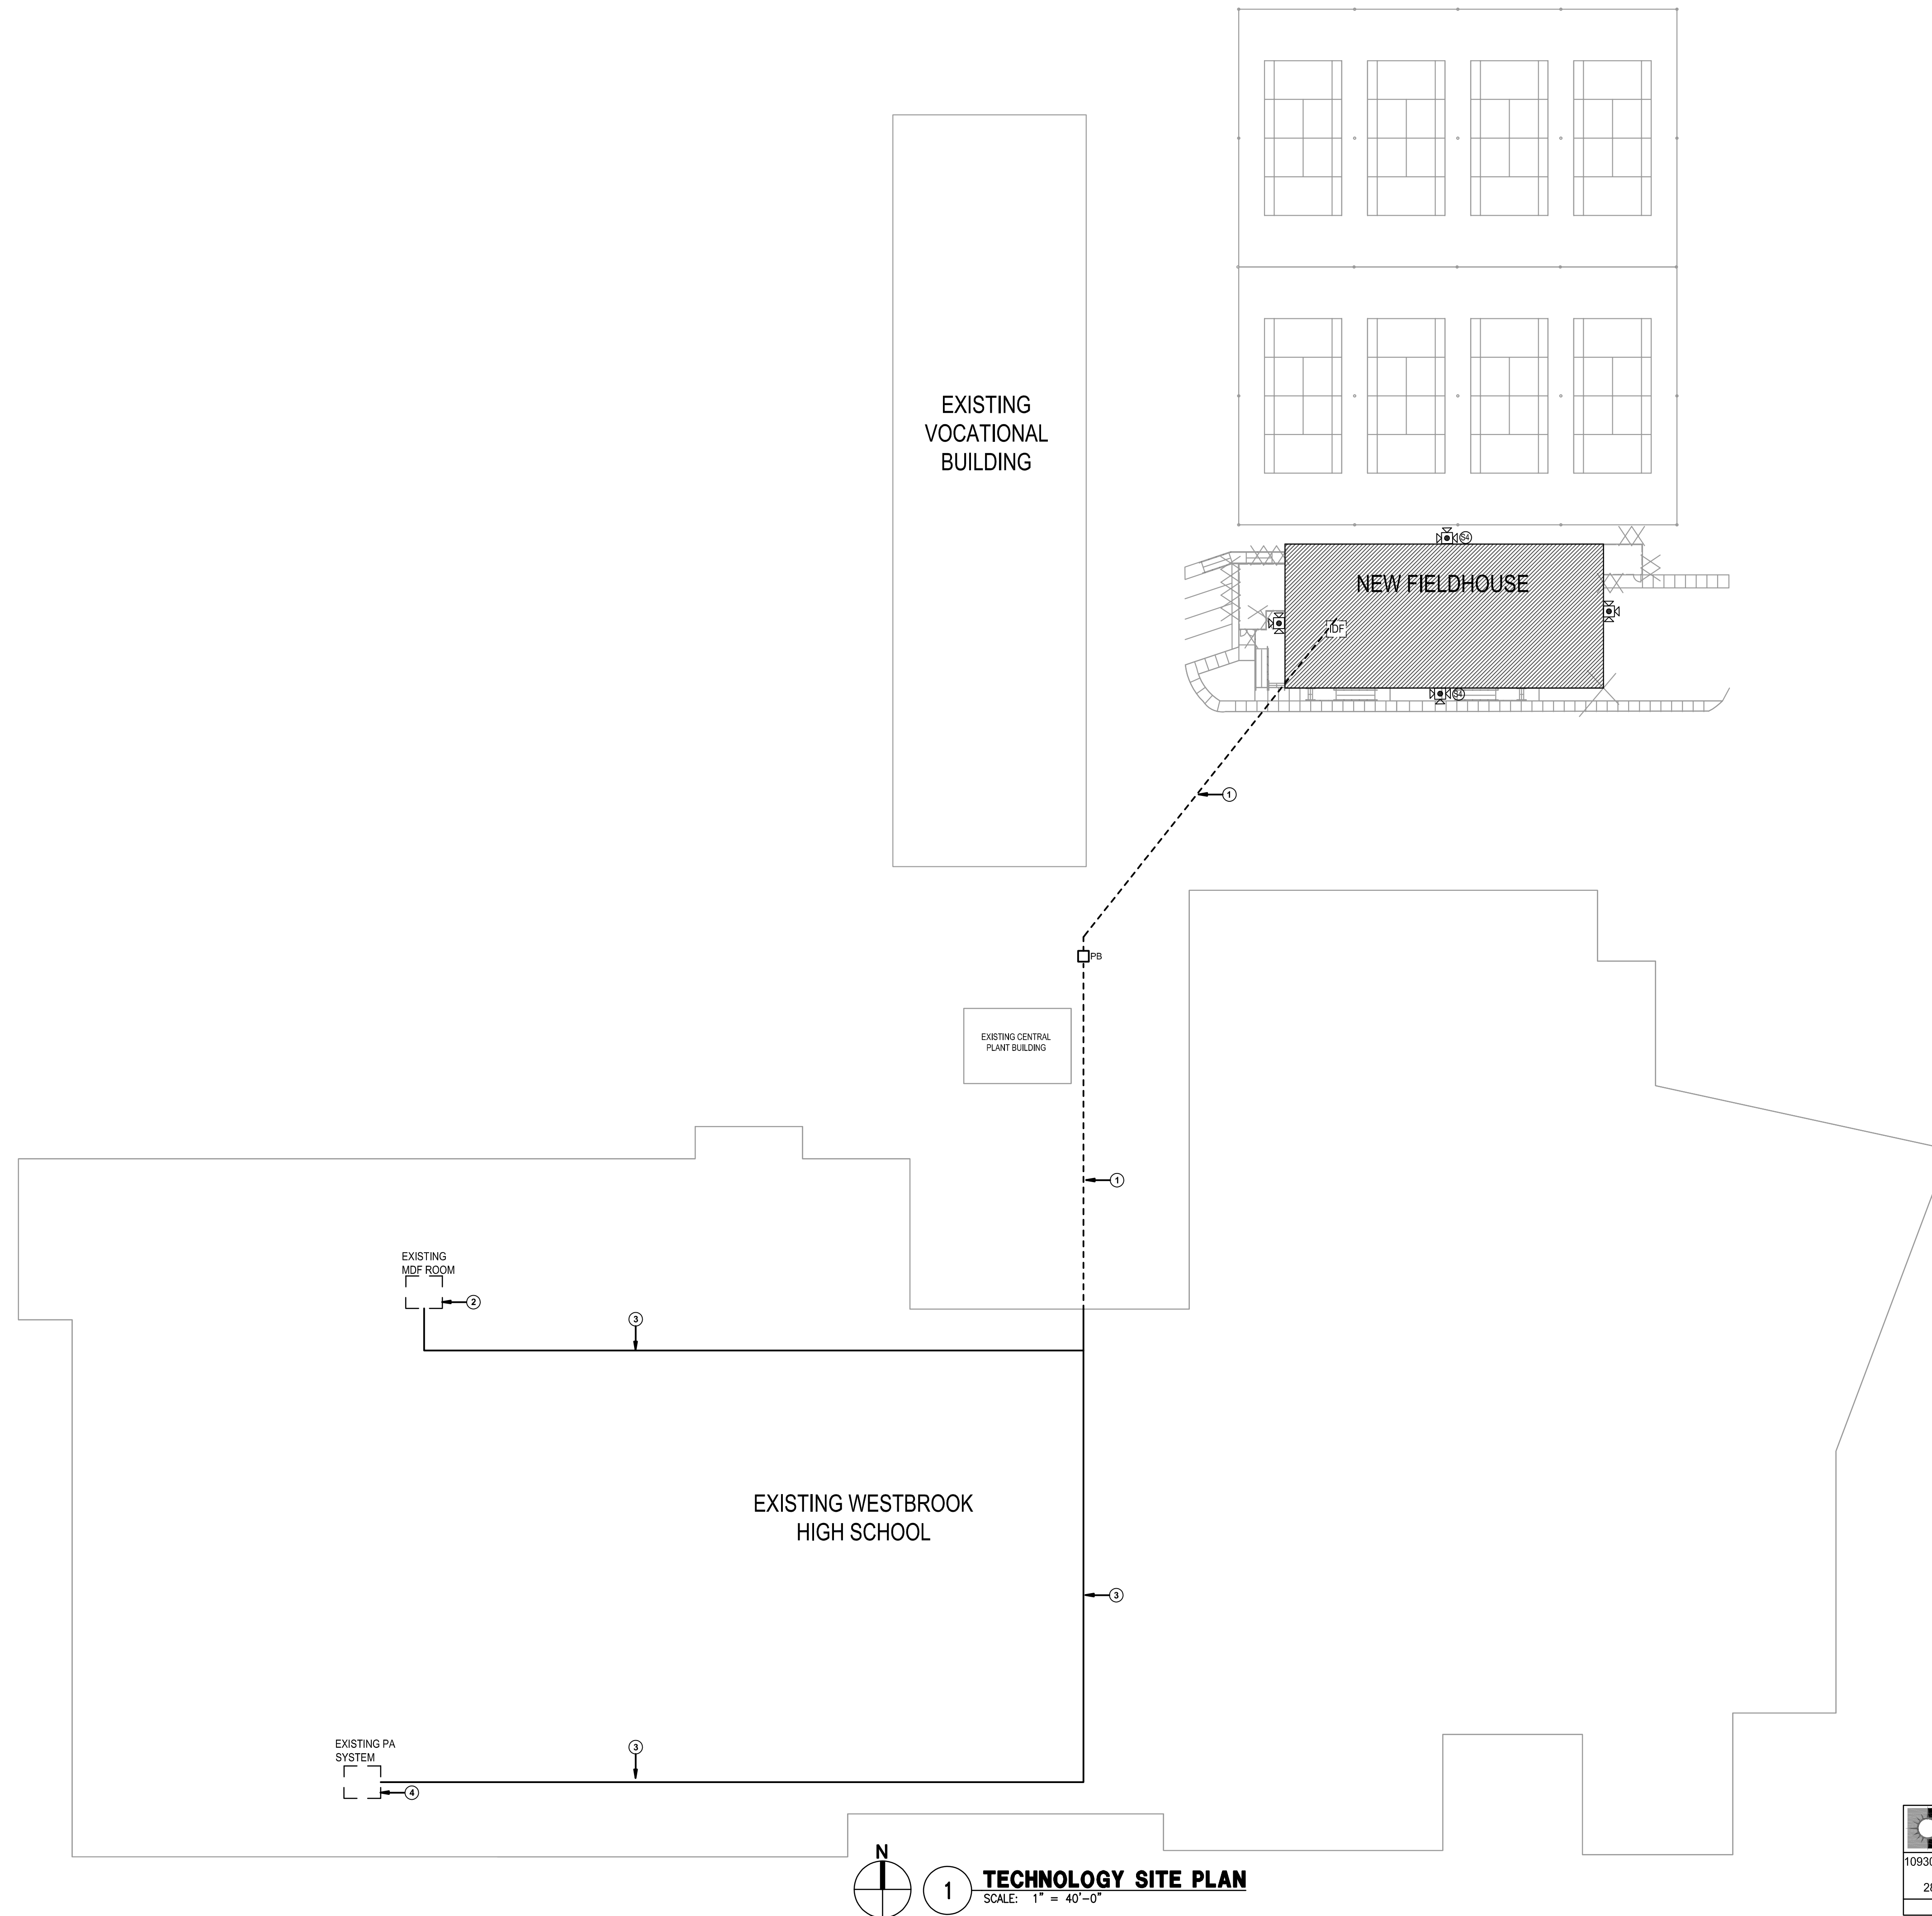 EXISTING
VOCATIONAL
BUILDING
S4
NEW FIELDHOUSE
IDF
S4
1
PB
EXISTING CENTRAL
PLANT BUILDING
1
EXISTING
MDF ROOM
2
3
EXISTING WESTBROOK
HIGH SCHOOL
3
3
EXISTING PA
SYSTEM
4
N
1
TECHNOLOGY SITE PLAN
SCALE: 1" = 40'-0"
10930
28